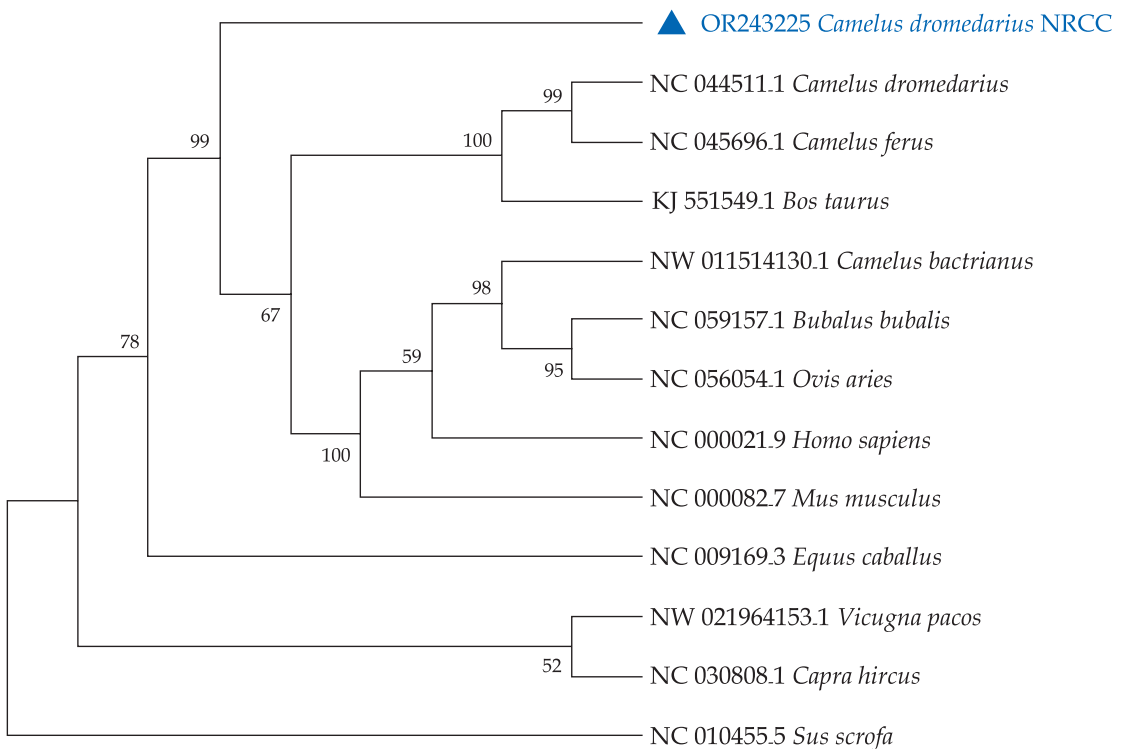 OR243225 Camelus dromedarius NRCC
NC 044511.1 Camelus dromedarius
99
NC 045696.1 Camelus ferus
99
100
KJ 551549.1 Bos taurus
NW 011514130.1 Camelus bactrianus
98
67
NC 059157.1 Bubalus bubalis
78
59
95
NC 056054.1 Ovis aries
NC 000021.9 Homo sapiens
100
NC 000082.7 Mus musculus
NC 009169.3 Equus caballus
NW 021964153.1 Vicugna pacos
52
NC 030808.1 Capra hircus
NC 010455.5 Sus scrofa